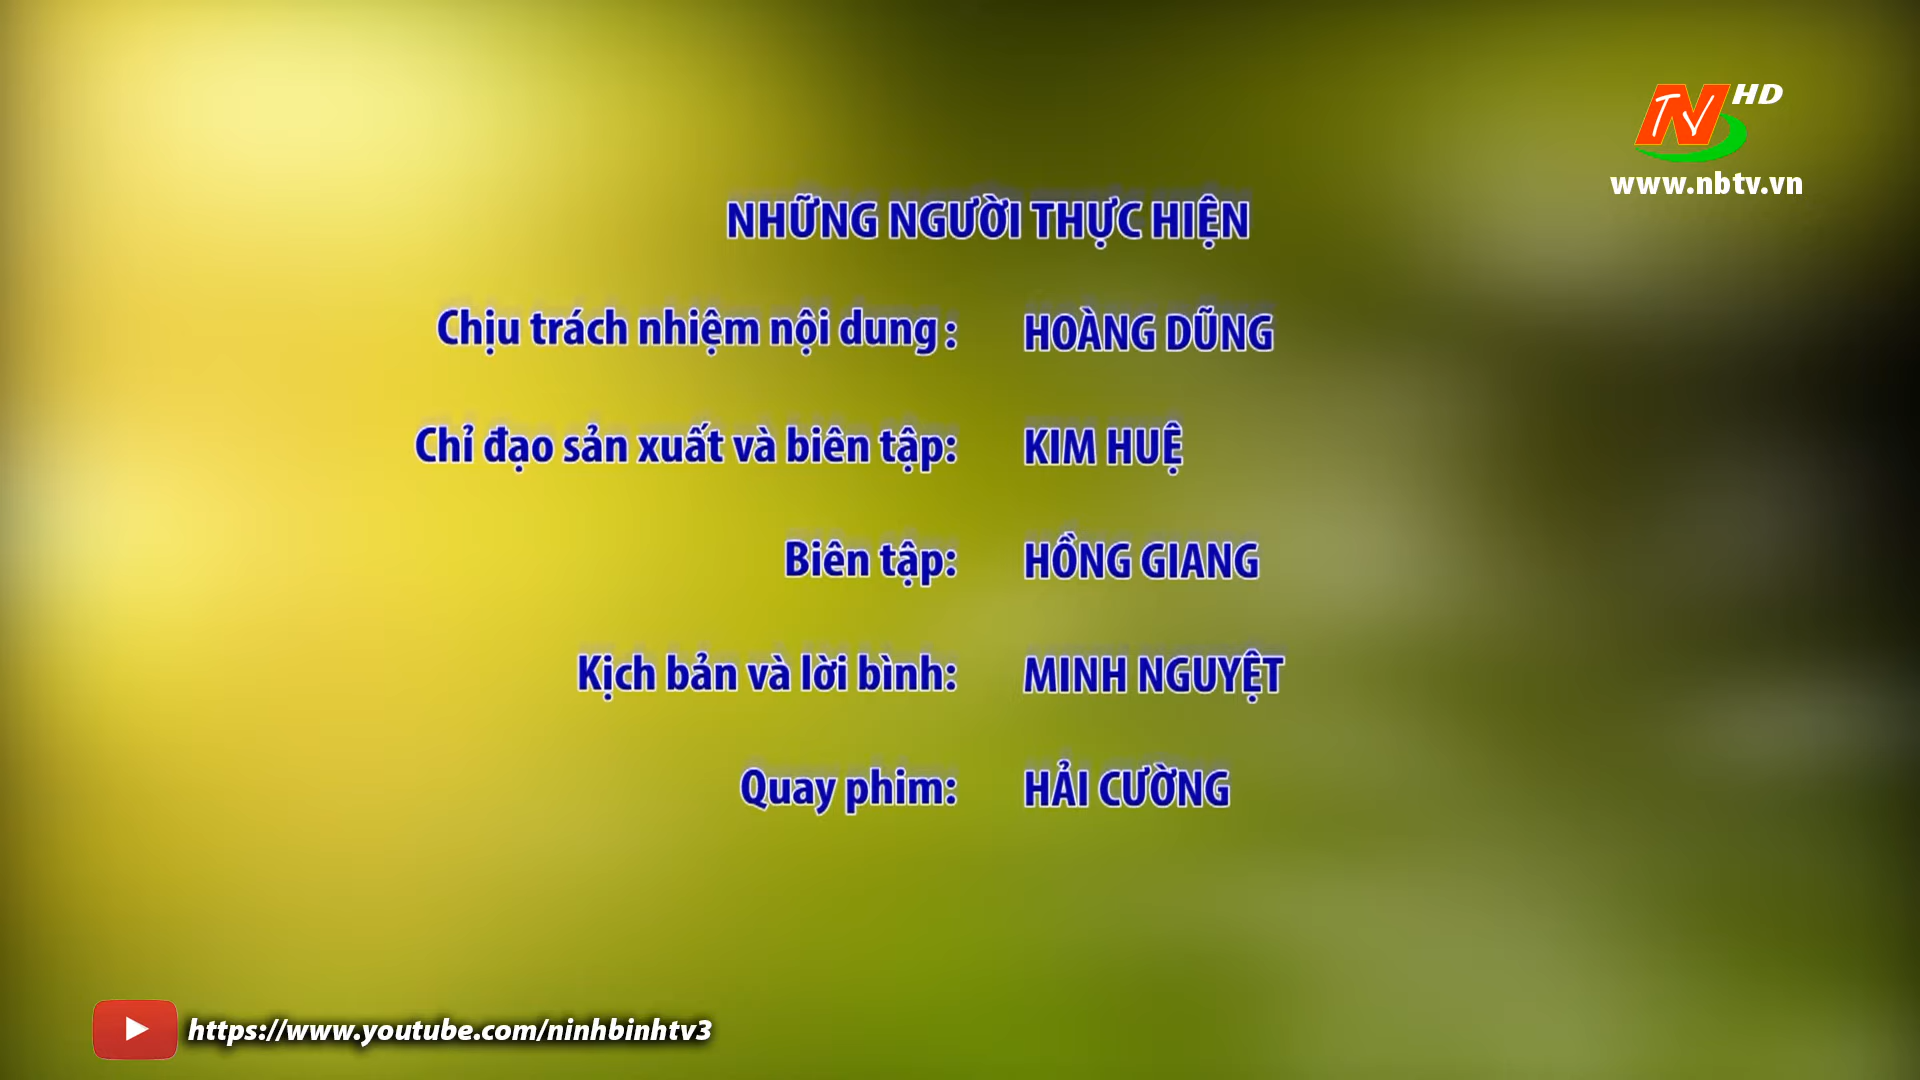 NTV HD
www.nbtv.vn
NHỮNG NGƯỜI THỰC HIỆN
Chịu trách nhiệm nội dung : HOÀNG DŨNG
Chỉ đạo sản xuất và biên tập: KIM HUỆ
Biên tập: HỒNG GIANG
Kịch bản và lời bình: MINH NGUYỆT
Quay phim: HẢI CƯỜNG
https://www.youtube.com/ninhbinhtv3